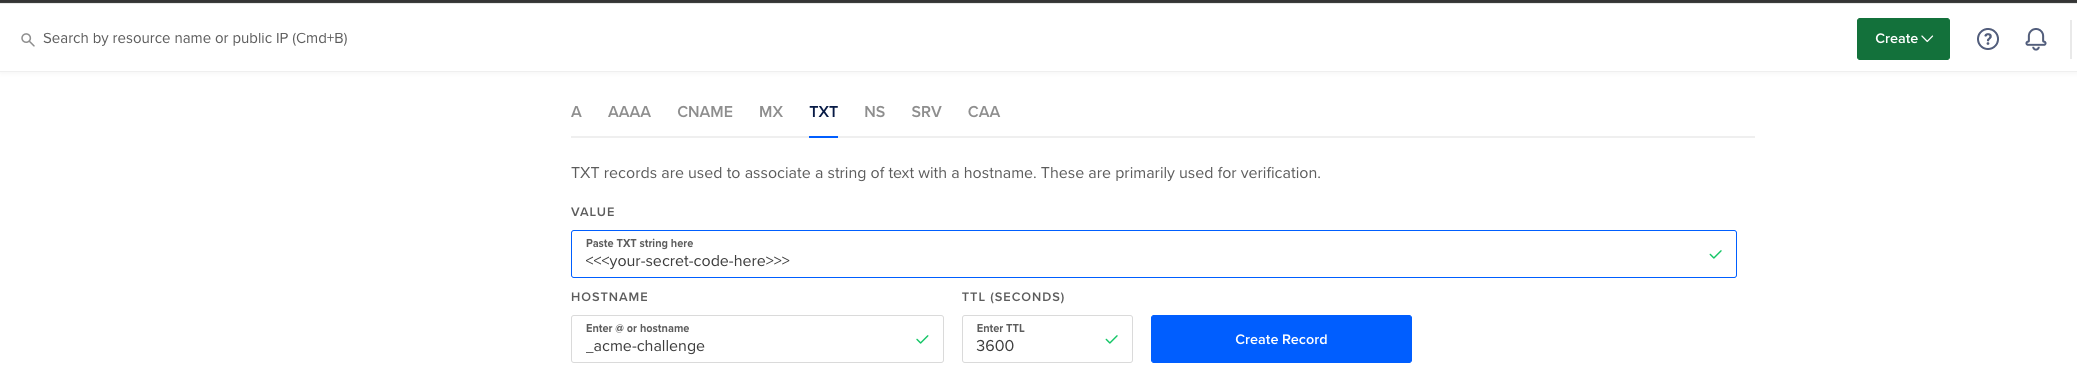 Search by resource name or public IP (Cmd+B)
Create
A AAAA CNAME MX TXT NS SRV CAA
TXT records are used to associate a string of text with a hostname. These are primarily used for verification.
VALUE
Paste TXT string here
<<<your-secret-code-here>>>
HOSTNAME TTL (SECONDS)
Enter @ or hostname Enter TTL
_acme-challenge 3600 Create Record